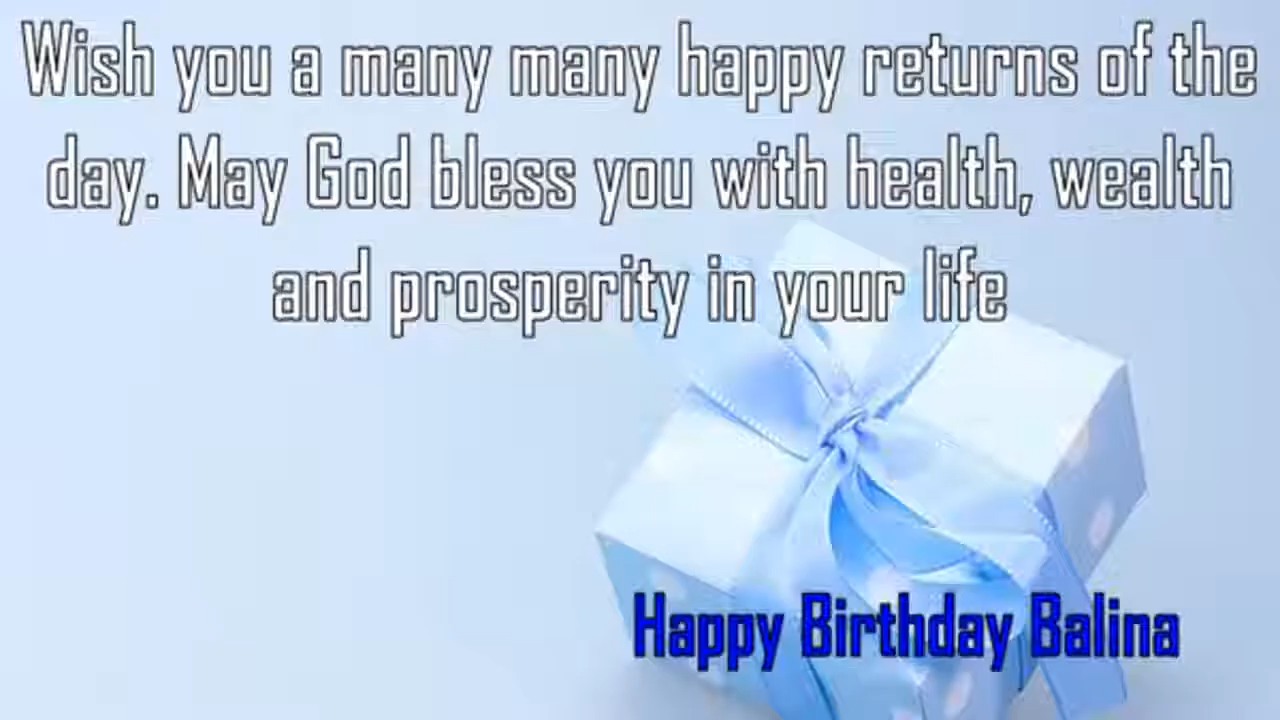 Wish you a many many happy returns of the
day. May God bless you with health, wealth
and prosperity in your life
Happy Birthday Balina